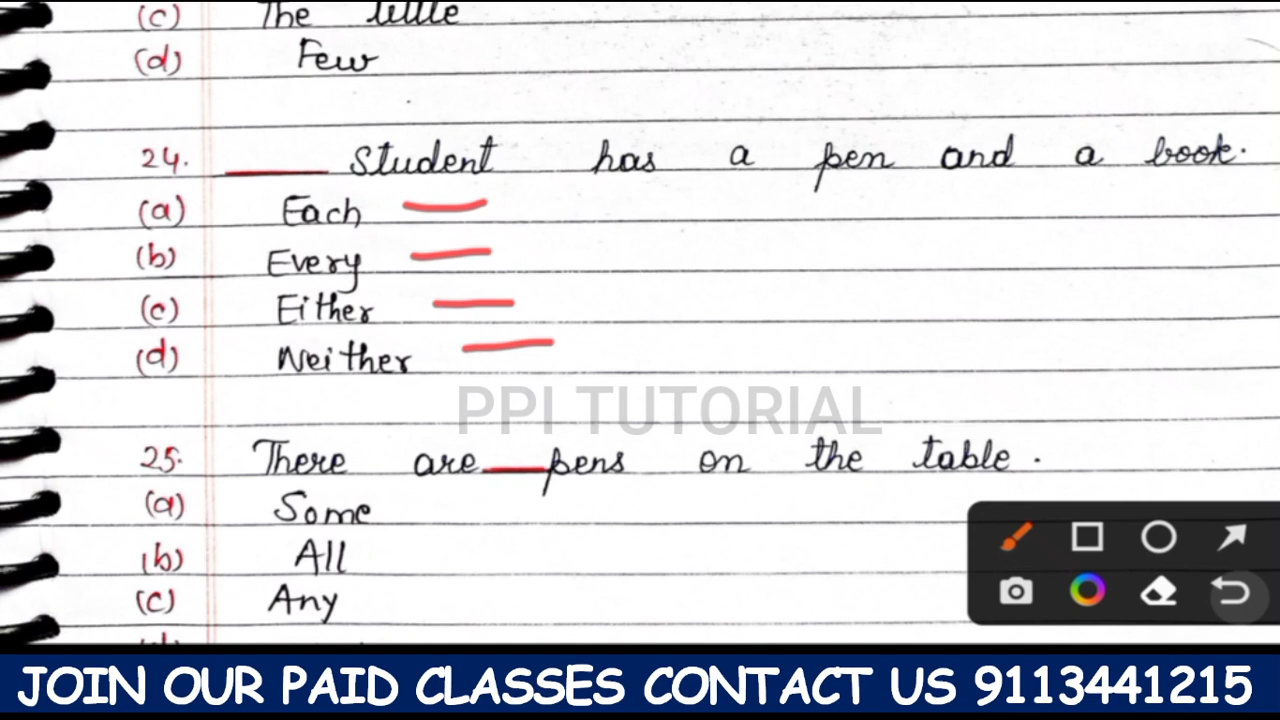 (c) The little
(d) Few
24. ____ Student has a pen and a book.
(a) Each
(b) Every
(c) Either
(d) Neither
PPI TUTORIAL
25. There are ___ pens on the table.
(a) Some
(b) All
(c) Any
JOIN OUR PAID CLASSES CONTACT US 9113441215